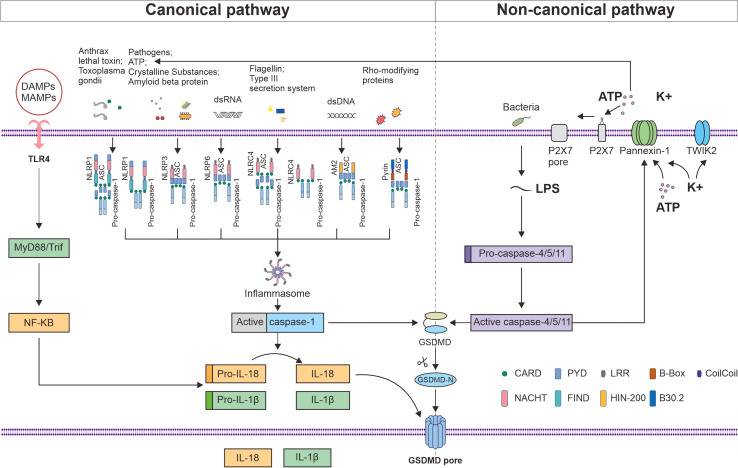 Canonical pathway
Non-canonical pathway
Anthrax
lethal toxin;
Toxoplasma
gondii
Pathogens;
ATP;
Crystalline Substances;
Amyloid beta protein
Flagellin;
Type III
secretion system
Rho-modifying
proteins
dsRNA
dsDNA
DAMPs
MAMPs
TLR4
Bacteria
ATP
K+
P2X7
pore
P2X7
Pannexin-1
TWIK2
NLRP1
ASC
Pro-caspase-1
NLRP1
Pro-caspase-1
NLRP3
ASC
Pro-caspase-1
NLRP6
ASC
Pro-caspase-1
NLRC4
ASC
Pro-caspase-1
NLRC4
Pro-caspase-1
AM2
ASC
Pro-caspase-1
Pyrin
ASC
Pro-caspase-1
LPS
ATP
K+
MyD88/Trif
Pro-caspase-4/5/11
Inflammasome
NF-KB
Active caspase-1
GSDMD
Active caspase-4/5/11
Pro-IL-18
IL-18
GSDMD-N
Pro-IL-1β
IL-1β
CARD
PYD
LRR
B-Box
CoilCoil
NACHT
FIND
HIN-200
B30.2
IL-18
IL-1β
GSDMD pore